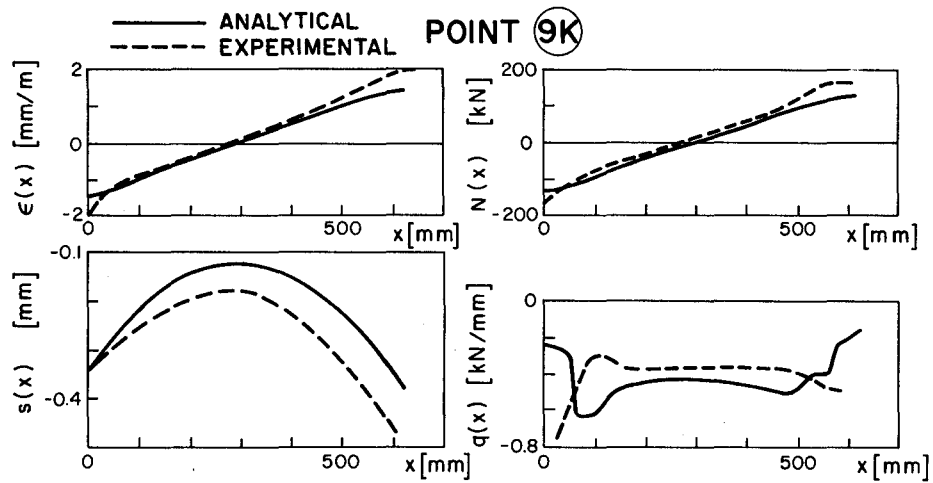 ANALYTICAL
EXPERIMENTAL
POINT 9K
2
0
-2
ϵ(x) [mm/m]
0
500
x[mm]
200
0
-200
N(x) [kN]
0
500
x[mm]
-0.1
-0.4
s(x) [mm]
0
500
x[mm]
0
-0.8
q(x) [kN/mm]
0
500
x[mm]